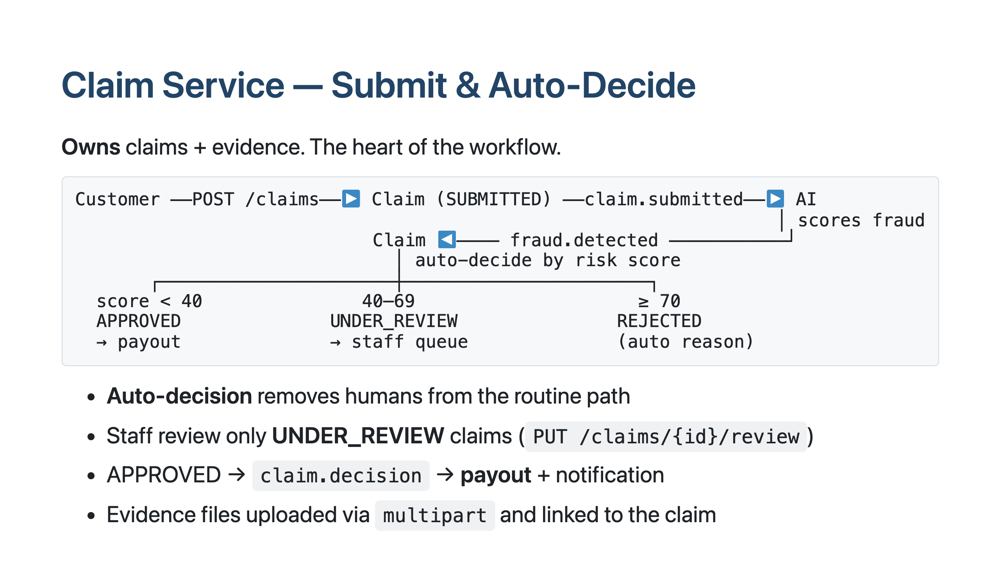 Claim Service — Submit & Auto-Decide
Owns claims + evidence. The heart of the workflow.
Customer ──POST /claims──▶ Claim (SUBMITTED) ──claim.submitted──▶ AI
│ scores fraud
Claim ◀──── fraud.detected ───────────┘
│ auto-decide by risk score
score < 40 40–69 ≥ 70
APPROVED UNDER_REVIEW REJECTED
→ payout → staff queue (auto reason)
• Auto-decision removes humans from the routine path
• Staff review only UNDER_REVIEW claims ( PUT /claims/{id}/review )
• APPROVED → claim.decision → payout + notification
• Evidence files uploaded via multipart and linked to the claim